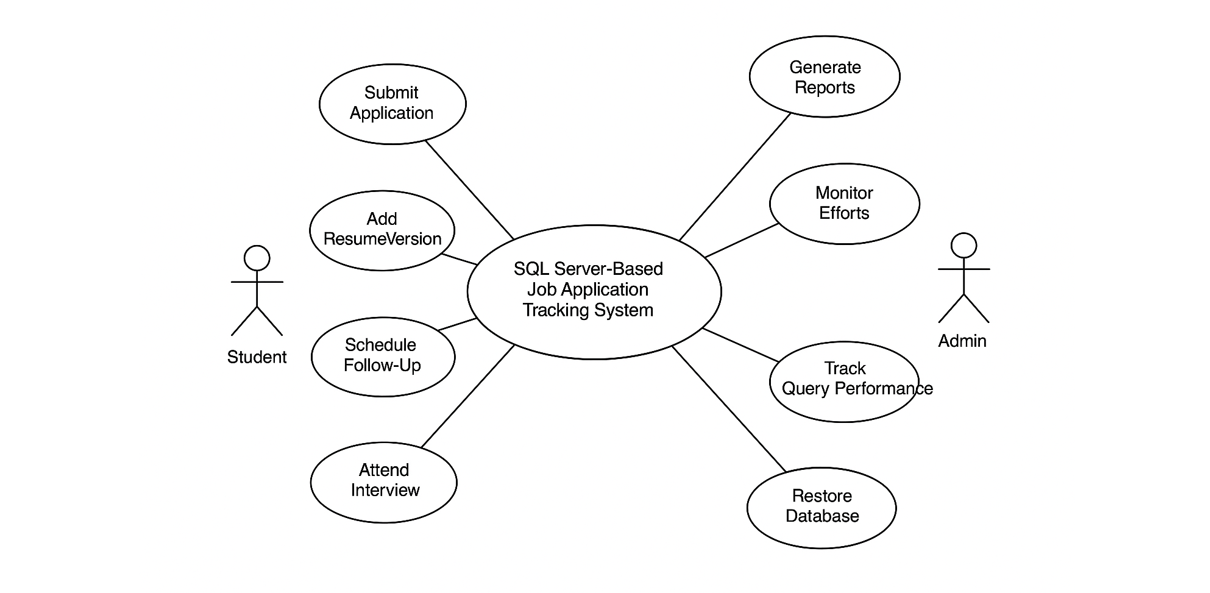 Submit
Application
Add
ResumeVersion
Student
Schedule
Follow-Up
Attend
Interview
SQL Server-Based
Job Application
Tracking System
Generate
Reports
Monitor
Efforts
Admin
Track
Query Performance
Restore
Database